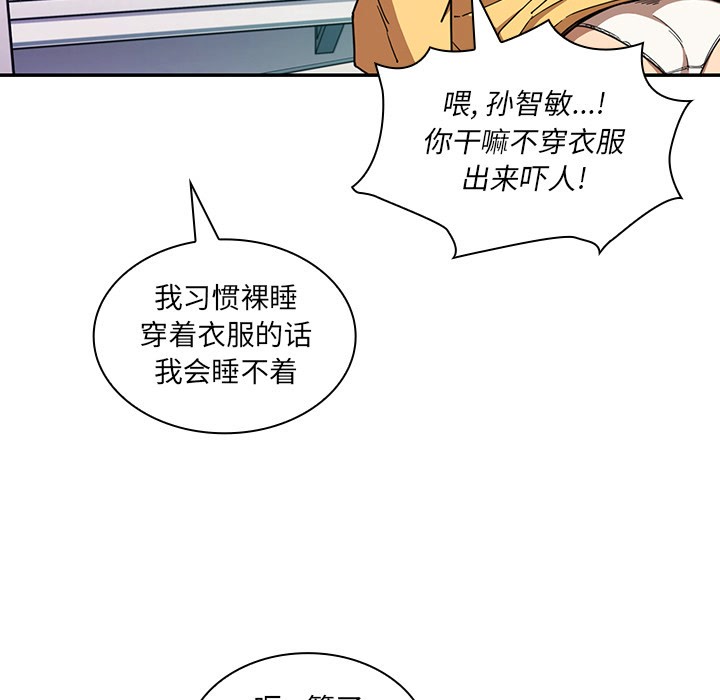 喂, 孙智敏...!
你干嘛不穿衣服
出来吓人!
我习惯裸睡
穿着衣服的话
我会睡不着